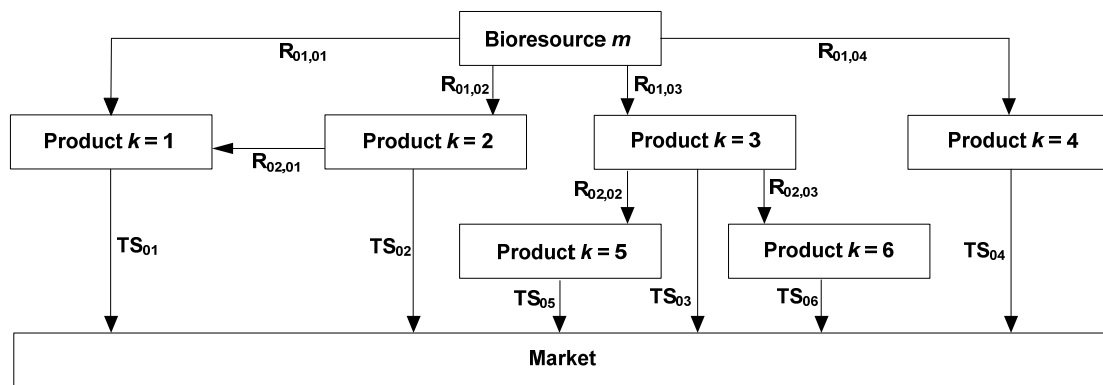 Bioresource m
R01,01
R01,04
R01,02
R01,03
Product k = 1
Product k = 2
Product k = 3
Product k = 4
R02,01
R02,02
R02,03
Product k = 5
Product k = 6
TS01
TS02
TS04
TS05
TS03
TS06
Market